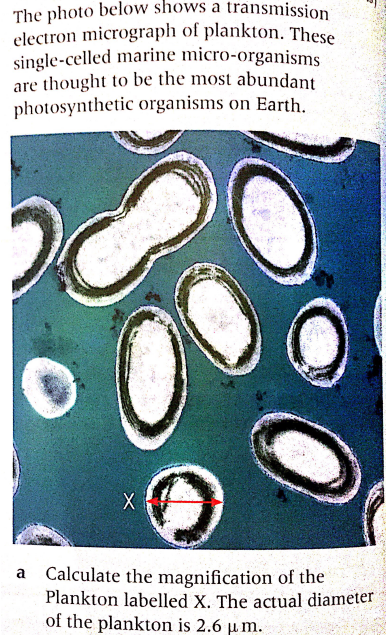 The photo below shows a transmission
electron micrograph of plankton. These
single-celled marine micro-organisms
are thought to be the most abundant
photosynthetic organisms on Earth.
X
a Calculate the magnification of the
Plankton labelled X. The actual diameter
of the plankton is 2.6 μm.